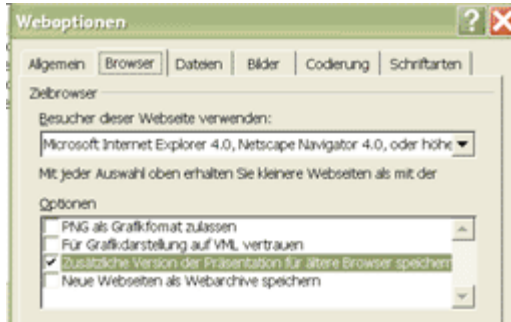 Weboptionen
Allgemein Browser Dateien Bilder Codierung Schriftarten
Zielbrowser
Besucher dieser Webseite verwenden:
Microsoft Internet Explorer 4.0, Netscape Navigator 4.0, oder höhe
Mit jeder Auswahl oben erhalten Sie kleinere Webseiten als mit der
Optionen
PNG als Grafikfomat zulassen
Für Grafikdarstellung auf VML vertrauen
Zusätzliche Version der Präsentation für ältere Browser speichern
Neue Webseiten als Webarchive speichern